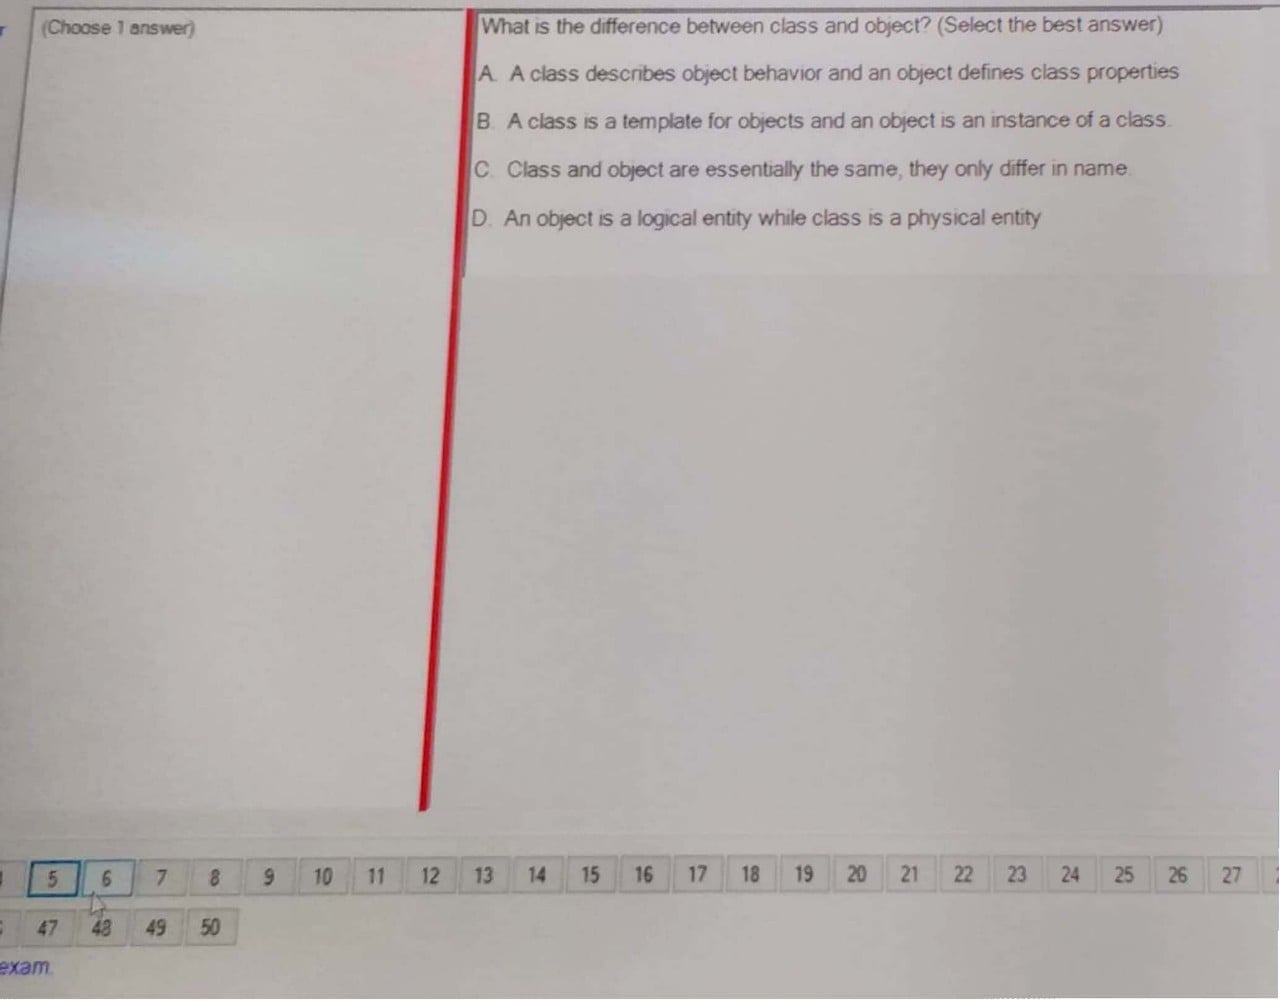 (Choose 1 answer)
What is the difference between class and object? (Select the best answer)
A. A class describes object behavior and an object defines class properties
B. A class is a template for objects and an object is an instance of a class.
C. Class and object are essentially the same, they only differ in name.
D. An object is a logical entity while class is a physical entity
5 6 7 8 9 10 11 12 13 14 15 16 17 18 19 20 21 22 23 24 25 26 27
47 48 49 50
exam.